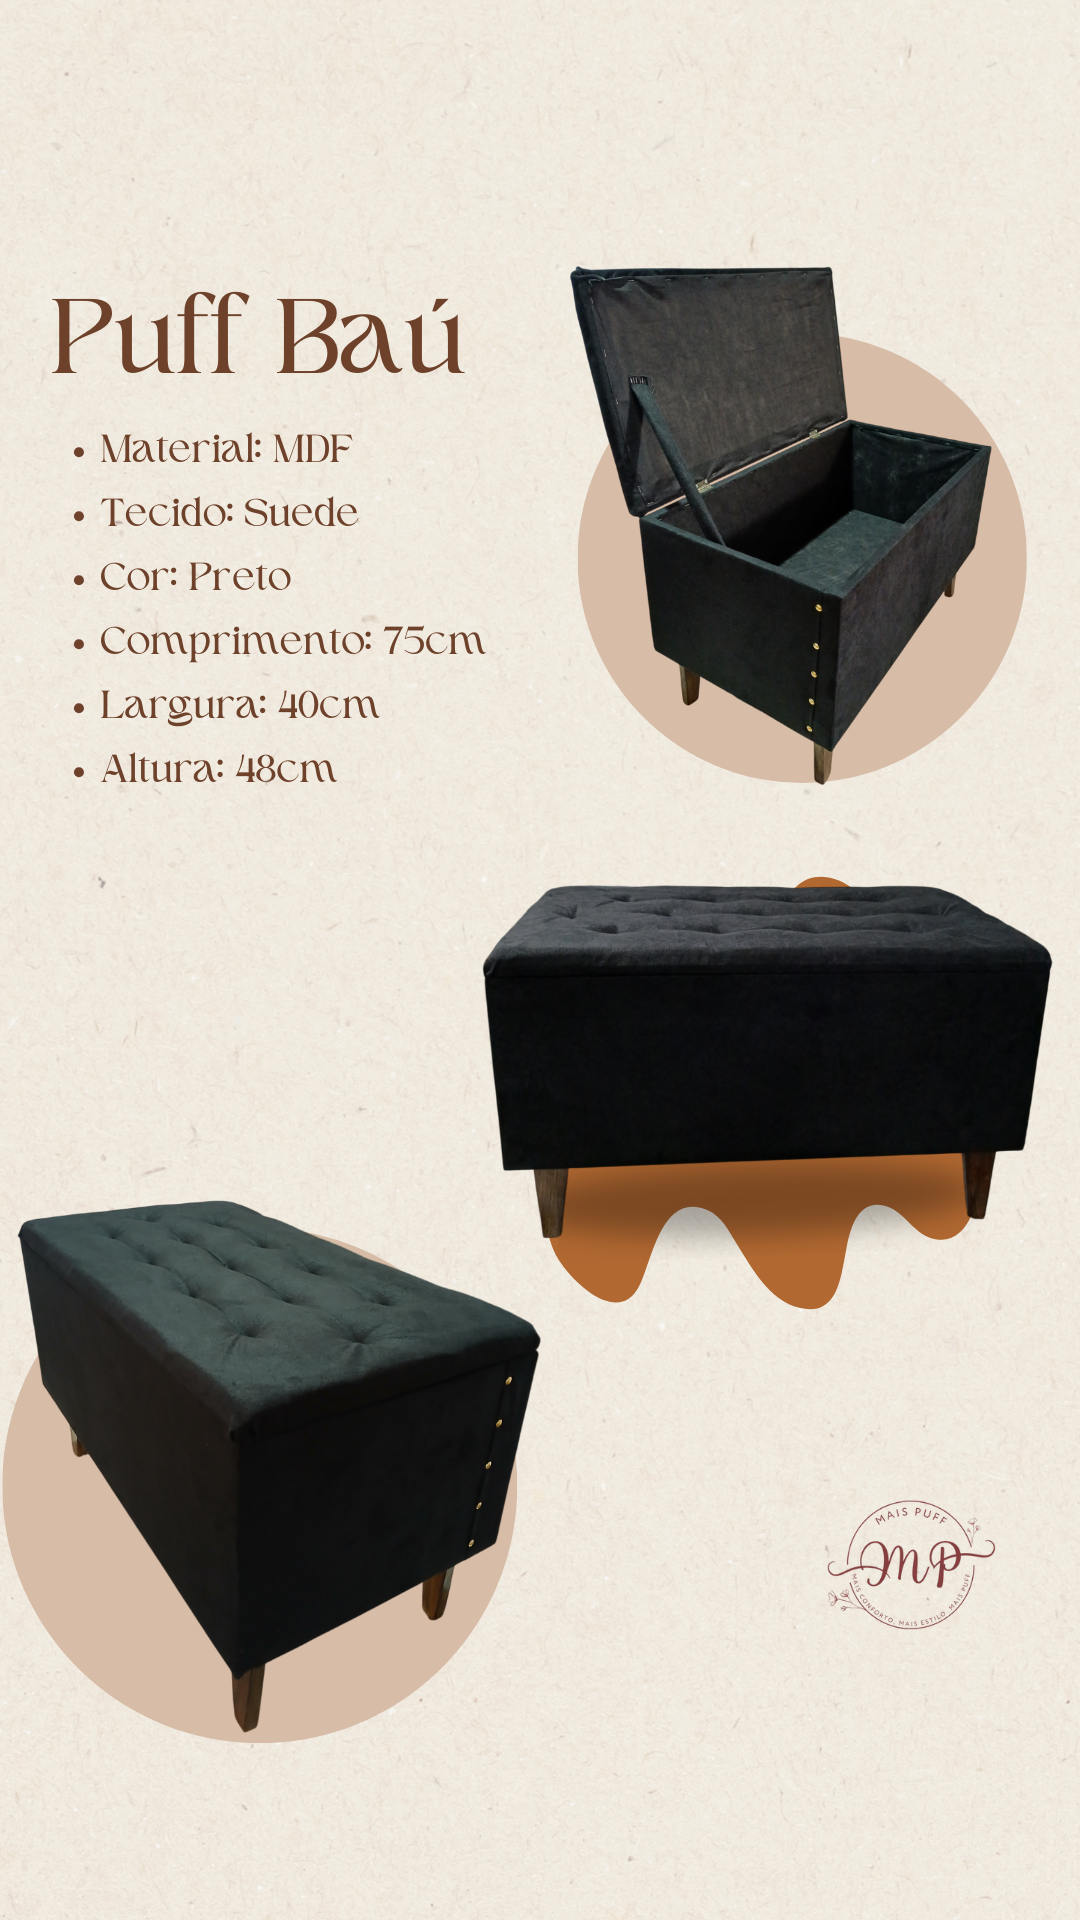 Puff Baú
• Material: MDF
• Tecido: Suede
• Cor: Preto
• Comprimento: 75cm
• Largura: 40cm
• Altura: 48cm
MAIS PUFF
MP
MAIS CONFORTO. MAIS ESTILO. MAIS PUFF.